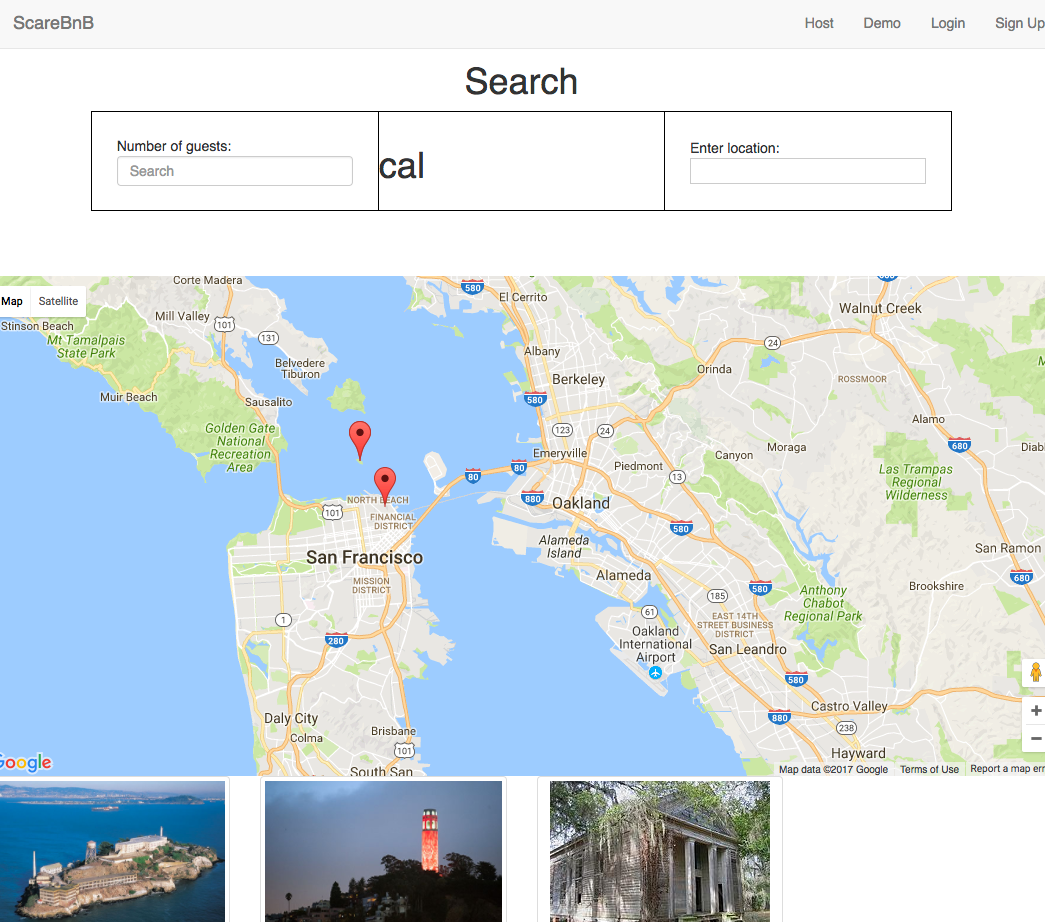 ScareBnB
Host Demo Login Sign Up
Search
Number of guests:
Search
cal
Enter location:
Map Satellite
Corte Madera
580
El Cerrito
Walnut Creek
Mill Valley
101
Stinson Beach
Mt Tamalpais
State Park
131
24
Albany
Belvedere
Tiburon
Orinda
Berkeley
ROSSMOOR
Muir Beach
Sausalito
580
Alamo
Golden Gate
National
Recreation
Area
123
24
Moraga
680
Emeryville
Canyon
Piedmont
80
80
13
Las Trampas
Regional
Wilderness
NORTH BEACH
880
Oakland
101
FINANCIAL
DISTRICT
580
Alameda
Island
San Francisco
San Ramon
Alameda
680
MISSION
DISTRICT
Brookshire
580
185
Anthony
Chabot
Regional Park
61
1
EAST 14TH
STREET BUSINESS
DISTRICT
280
Oakland
International
Airport
San Leandro
580
Castro Valley
Daly City
880
238
Brisbane
Colma
101
Hayward
South San
Google
Map data ©2017 Google Terms of Use Report a map err